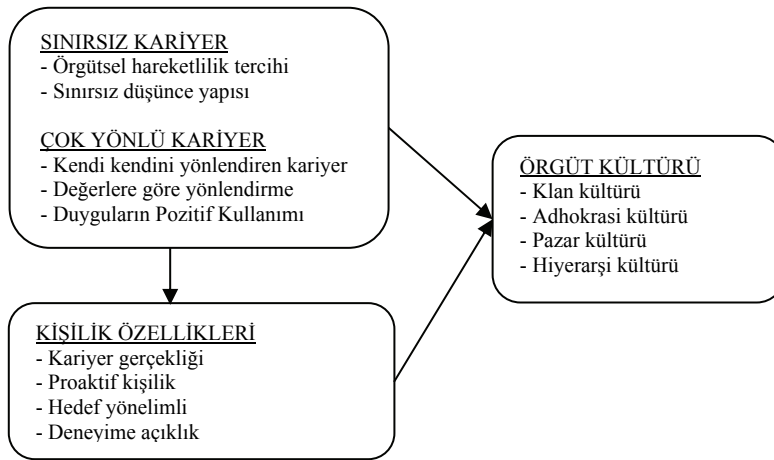 SINIRSIZ KARİYER
- Örgütsel hareketlilik tercihi
- Sınırsız düşünce yapısı
ÇOK YÖNLÜ KARİYER
- Kendi kendini yönlendiren kariyer
- Değerlere göre yönlendirme
- Duyguların Pozitif Kullanımı
ÖRGÜT KÜLTÜRÜ
- Klan kültürü
- Adhokrasi kültürü
- Pazar kültürü
- Hiyerarşi kültürü
KİŞİLİK ÖZELLİKLERİ
- Kariyer gerçekliği
- Proaktif kişilik
- Hedef yönelimli
- Deneyime açıklık